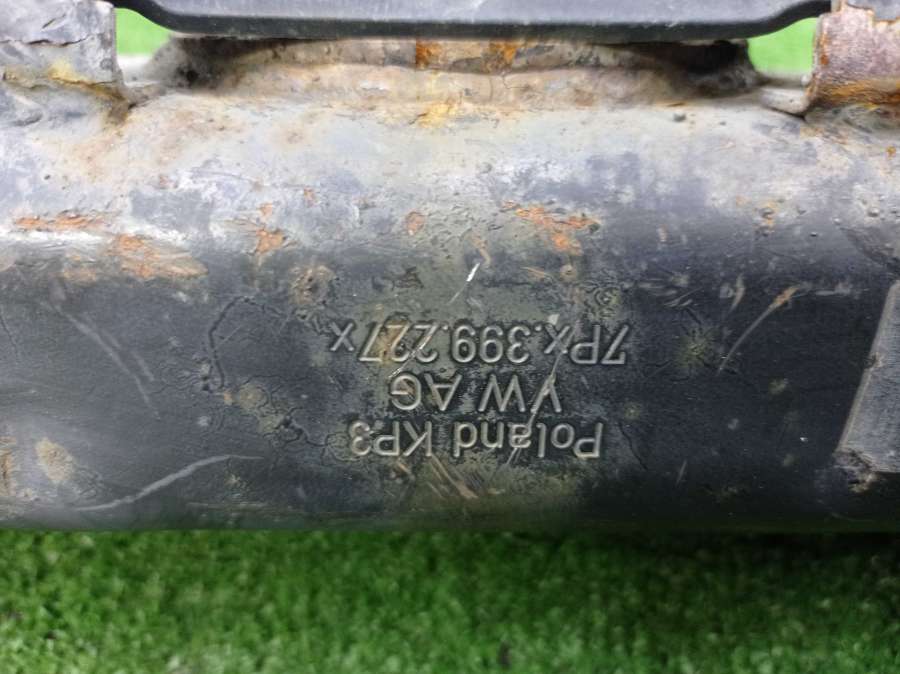 Poland KP3
VW AG
7Px.399.227x